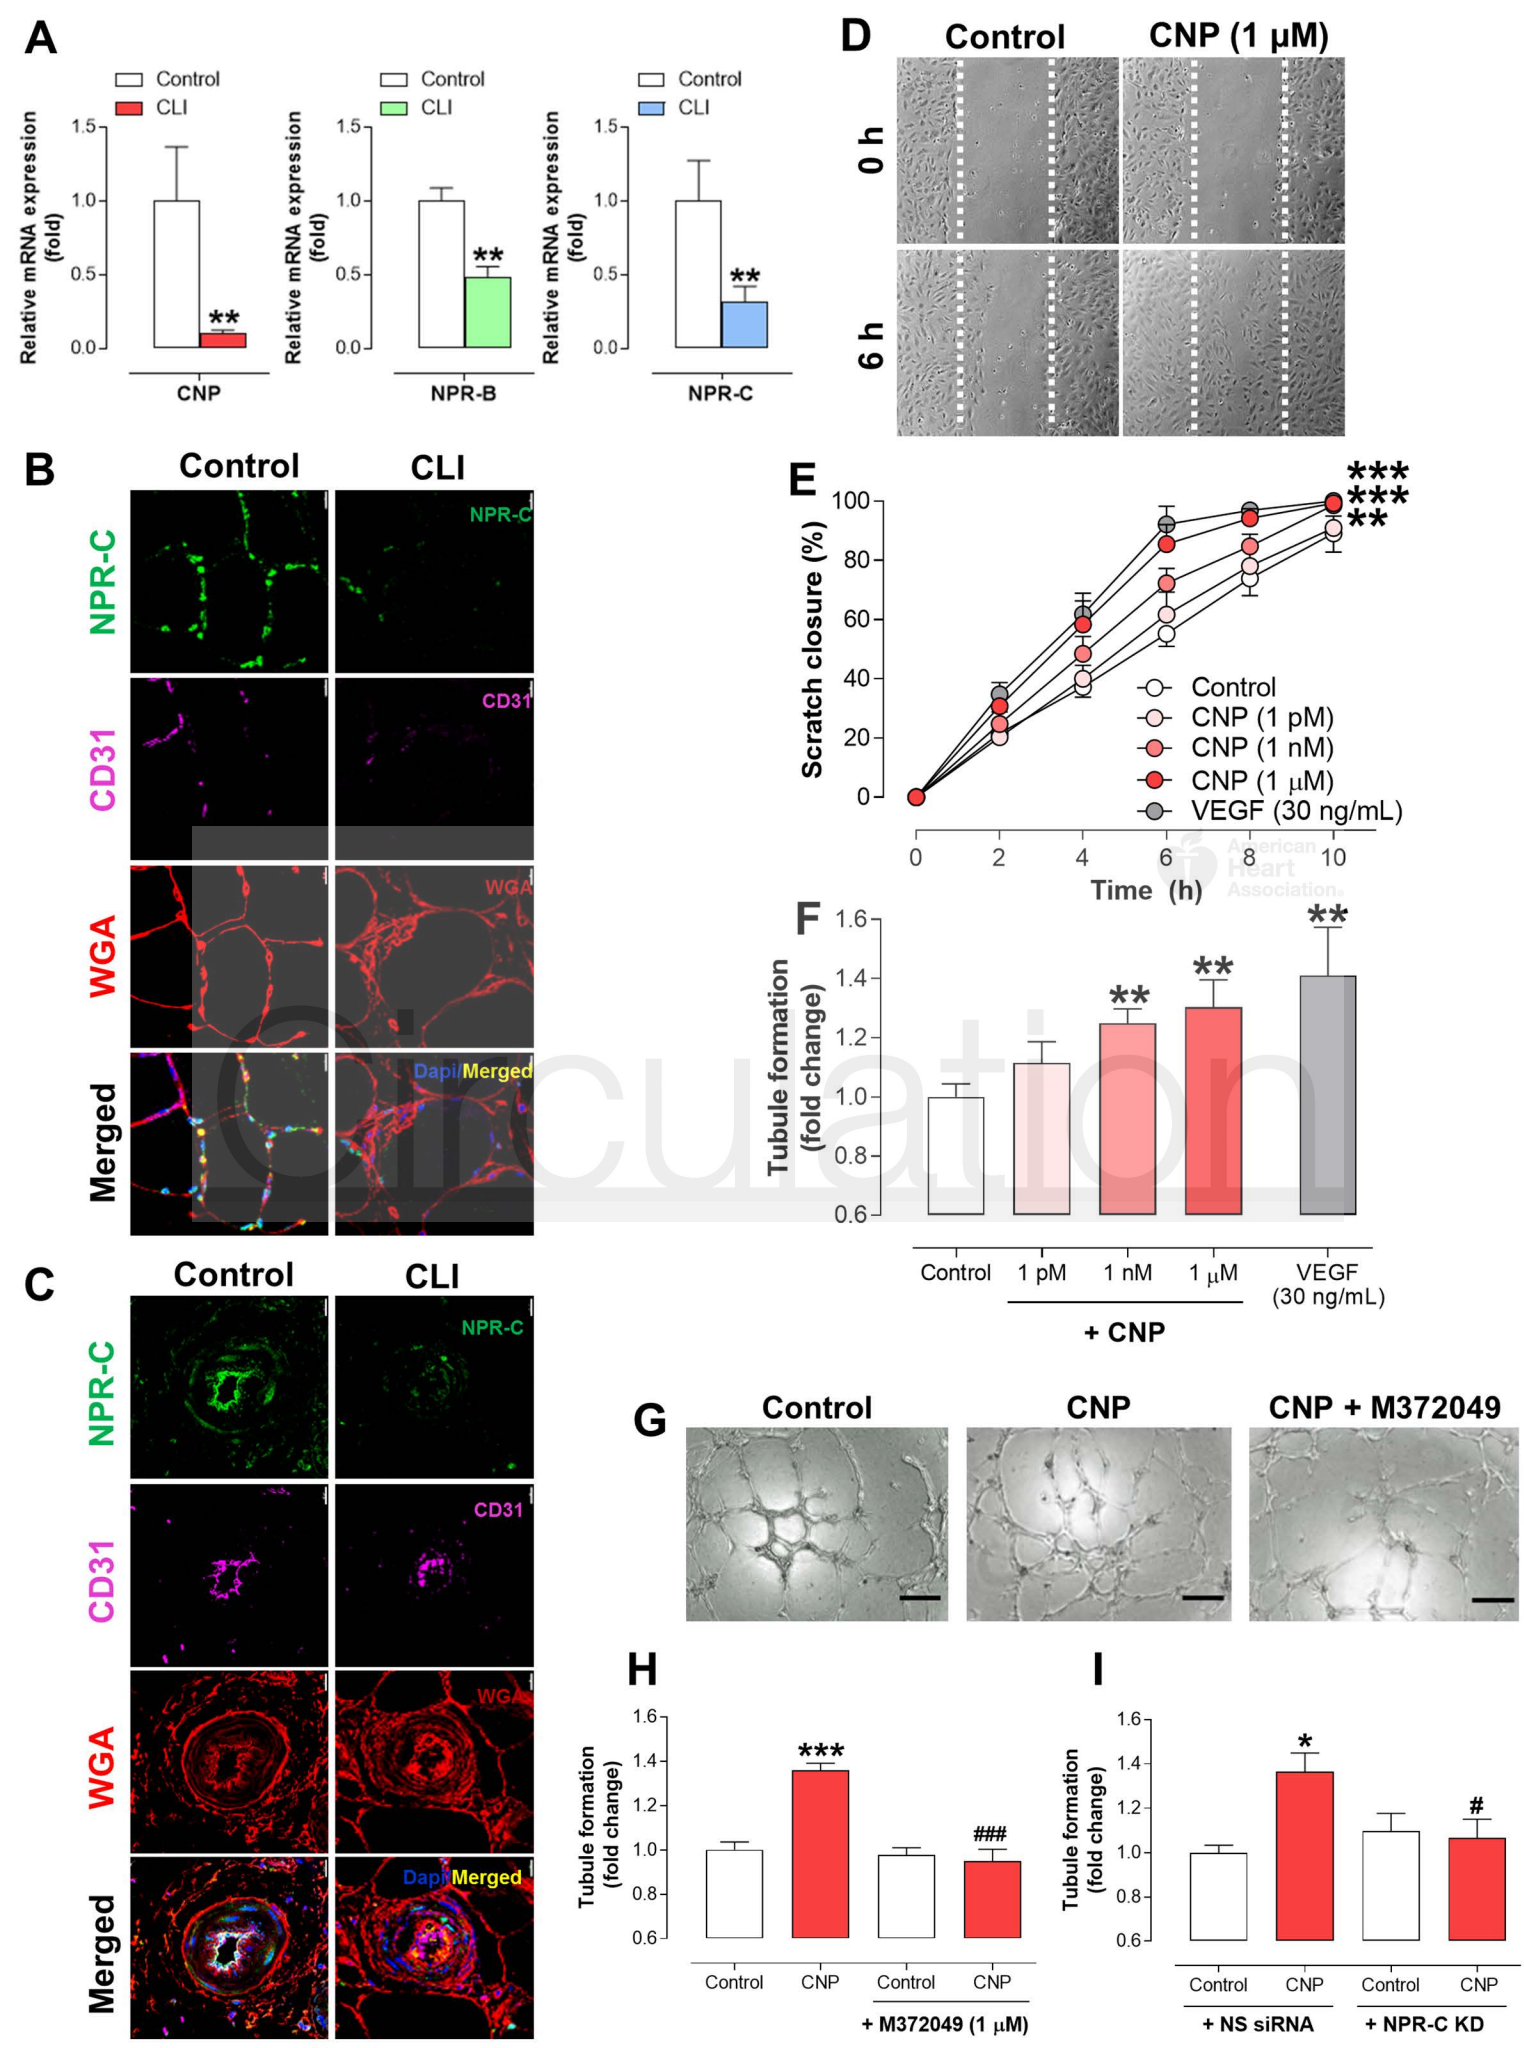 A
Control
CLI
Relative mRNA expression
(fold)
1.5
1.0
0.5
0.0
**
CNP
Control
CLI
Relative mRNA expression
(fold)
1.5
1.0
0.5
0.0
**
NPR-B
Control
CLI
Relative mRNA expression
(fold)
1.5
1.0
0.5
0.0
**
NPR-C
B
Control
CLI
NPR-C
NPR-C
CD31
CD31
WGA
WGA
Merged
Dapi/Merged
C
Control
CLI
NPR-C
NPR-C
CD31
CD31
WGA
WGA
Merged
Dapi/Merged
D
Control
CNP (1 µM)
0 h
6 h
E
Scratch closure (%)
100
80
60
40
20
0
***
***
**
Control
CNP (1 pM)
CNP (1 nM)
CNP (1 μM)
VEGF (30 ng/mL)
0 2 4 6 8 10
Time (h)
American
Heart
Association®
F
Tubule formation
(fold change)
1.6
1.4
1.2
1.0
0.8
0.6
**
**
**
Control 1 pM 1 nM 1 μM VEGF
(30 ng/mL)
+ CNP
Circulation
G
Control
CNP
CNP + M372049
H
Tubule formation
(fold change)
1.6
1.4
1.2
1.0
0.8
0.6
***
###
Control CNP Control CNP
+ M372049 (1 μM)
I
Tubule formation
(fold change)
1.6
1.4
1.2
1.0
0.8
0.6
*
#
Control CNP Control CNP
+ NS siRNA + NPR-C KD